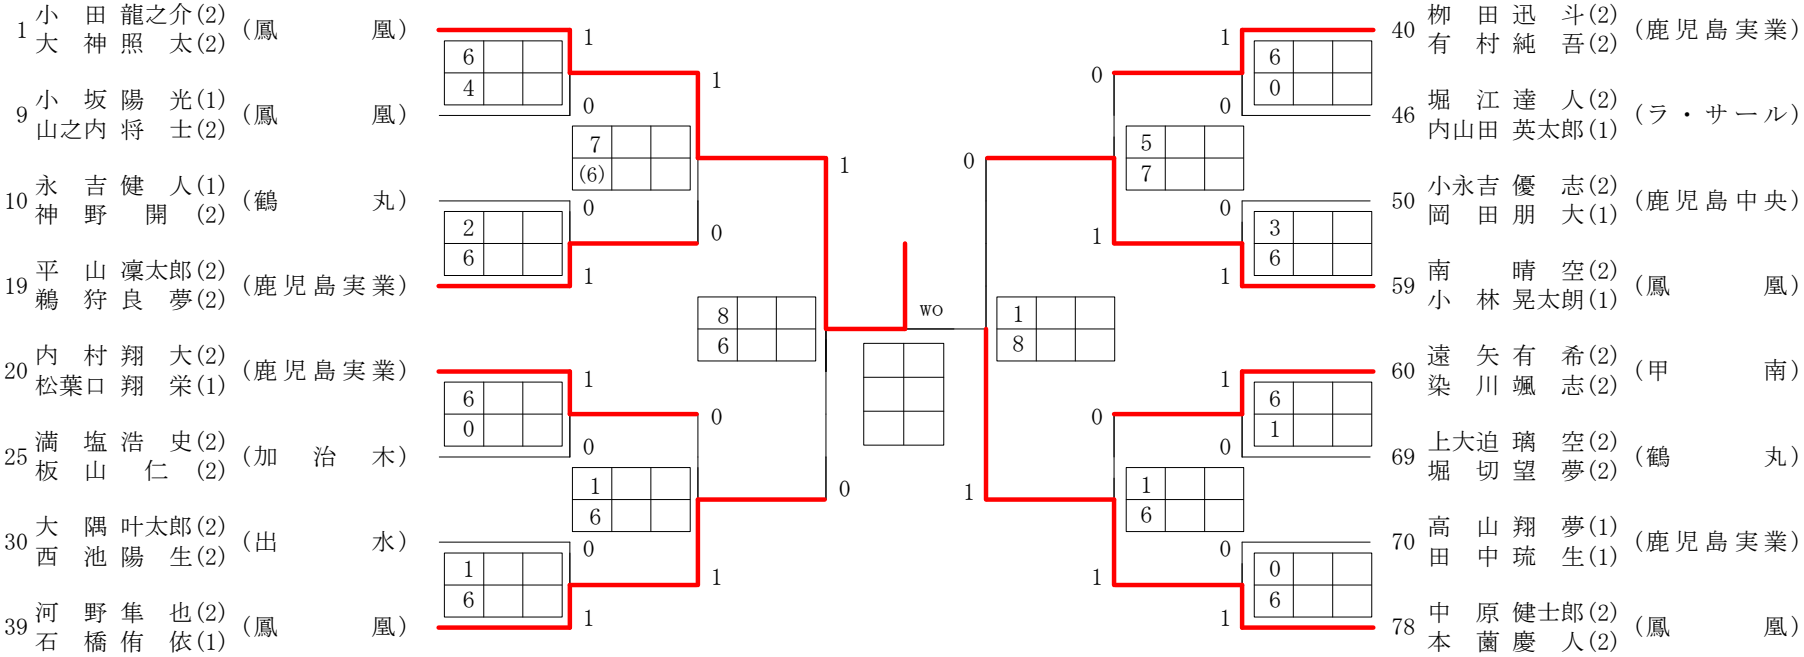 1 小田 龍之介(2) (鳳凰)
大神 照太(2)
9 小坂 陽光(1) (鳳凰)
山之内 将士(2)
10 永吉 健人(1) (鶴丸)
神野 開(2)
19 平山 凜太郎(2) (鹿児島実業)
鵜狩 良夢(2)
20 内村 翔大(2) (鹿児島実業)
松葉口 翔栄(1)
25 満塩 浩史(2) (加治木)
板山 仁(2)
30 大隅 叶太郎(2) (出水)
西池 陽生(2)
39 河野 隼也(2) (鳳凰)
石橋 侑依(1)
1
6
4
0
1
7
(6)
0
2
6
1
0
1
8
6
1
6
0
0
0
1
6
0
1
6
1
1
0
wo
1
6
0
0
0
5
7
0
3
6
1
1
0
1
8
1
6
1
0
0
1
6
0
0
6
1
1
1
40 栁田 迅斗(2) (鹿児島実業)
有村 純吾(2)
46 堀江 達人(2) (ラ・サール)
内山田 英太郎(1)
50 小永吉 優志(2) (鹿児島中央)
岡田 朋大(1)
59 南 晴空(2) (鳳凰)
小林 晃太朗(1)
60 遠矢 有希(2) (甲南)
染川 颯志(2)
69 上大迫 璃空(2) (鶴丸)
堀切 望夢(2)
70 高山 翔夢(1) (鹿児島実業)
田中 琉生(1)
78 中原 健士郎(2) (鳳凰)
本薗 慶人(2)